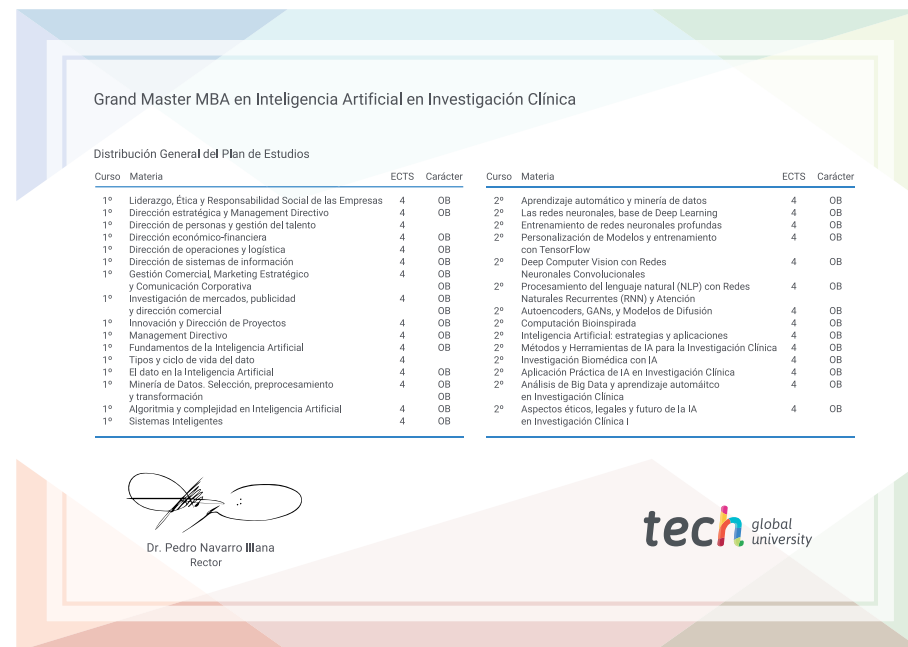 Grand Master MBA en Inteligencia Artificial en Investigación Clínica
Distribución General del Plan de Estudios
Curso Materia ECTS Carácter
1º Liderazgo, Ética y Responsabilidad Social de las Empresas 4 OB
1º Dirección estratégica y Management Directivo 4 OB
1º Dirección de personas y gestión del talento 4
1º Dirección económico-financiera 4 OB
1º Dirección de operaciones y logística 4 OB
1º Dirección de sistemas de información 4 OB
1º Gestión Comercial, Marketing Estratégico 4 OB
y Comunicación Corporativa OB
1º Investigación de mercados, publicidad 4 OB
y dirección comercial OB
1º Innovación y Dirección de Proyectos 4 OB
1º Management Directivo 4 OB
1º Fundamentos de la Inteligencia Artificial 4 OB
1º Tipos y ciclo de vida del dato 4
1º El dato en la Inteligencia Artificial 4 OB
1º Minería de Datos. Selección, preprocesamiento 4 OB
y transformación OB
1º Algoritmia y complejidad en Inteligencia Artificial 4 OB
1º Sistemas Inteligentes 4 OB
Curso Materia ECTS Carácter
2º Aprendizaje automático y minería de datos 4 OB
2º Las redes neuronales, base de Deep Learning 4 OB
2º Entrenamiento de redes neuronales profundas 4 OB
2º Personalización de Modelos y entrenamiento 4 OB
con TensorFlow
2º Deep Computer Vision con Redes 4 OB
Neuronales Convolucionales
2º Procesamiento del lenguaje natural (NLP) con Redes 4 OB
Naturales Recurrentes (RNN) y Atención
2º Autoencoders, GANs, y Modelos de Difusión 4 OB
2º Computación Bioinspirada 4 OB
2º Inteligencia Artificial: estrategias y aplicaciones 4 OB
2º Métodos y Herramientas de IA para la Investigación Clínica 4 OB
2º Investigación Biomédica con IA 4 OB
2º Aplicación Práctica de IA en Investigación Clínica 4 OB
2º Análisis de Big Data y aprendizaje automáitco 4 OB
en Investigación Clínica
2º Aspectos éticos, legales y futuro de la IA 4 OB
en Investigación Clínica I
Dr. Pedro Navarro Illana
Rector
tech global
university